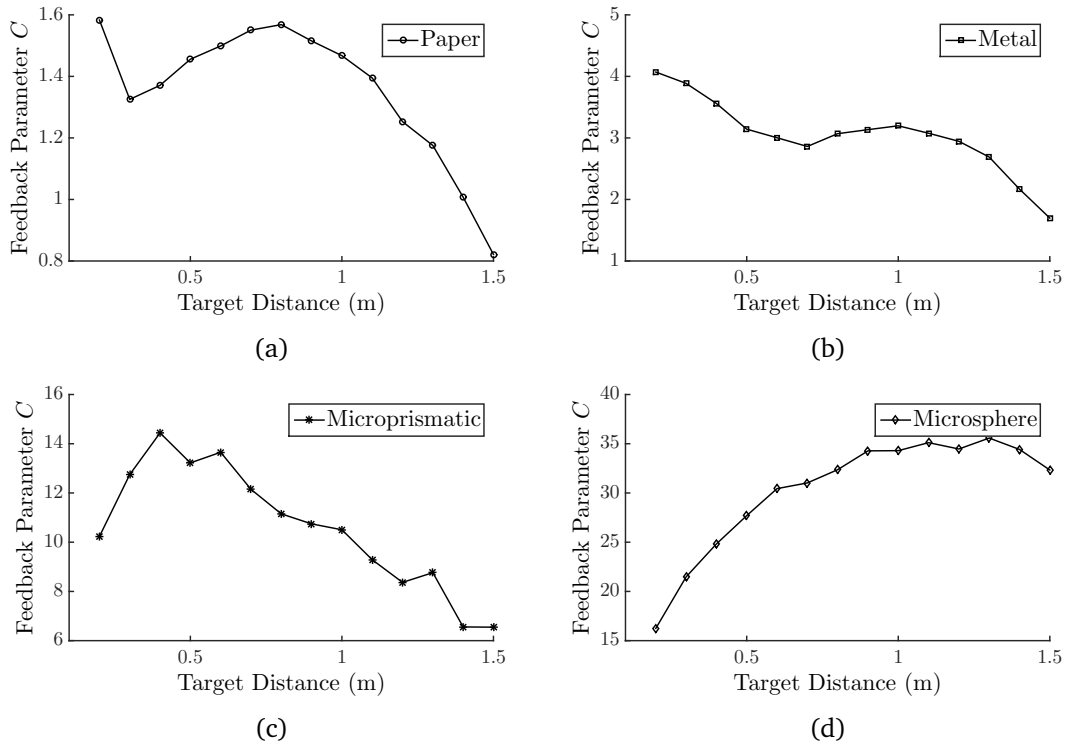 1.6
1.4
1.2
1
0.8
Feedback Parameter C
Paper
0.5
1
1.5
Target Distance (m)
(a)
5
4
3
2
1
Feedback Parameter C
Metal
0.5
1
1.5
Target Distance (m)
(b)
16
14
12
10
8
6
Feedback Parameter C
Microprismatic
0.5
1
1.5
Target Distance (m)
(c)
40
35
30
25
20
15
Feedback Parameter C
Microsphere
0.5
1
1.5
Target Distance (m)
(d)